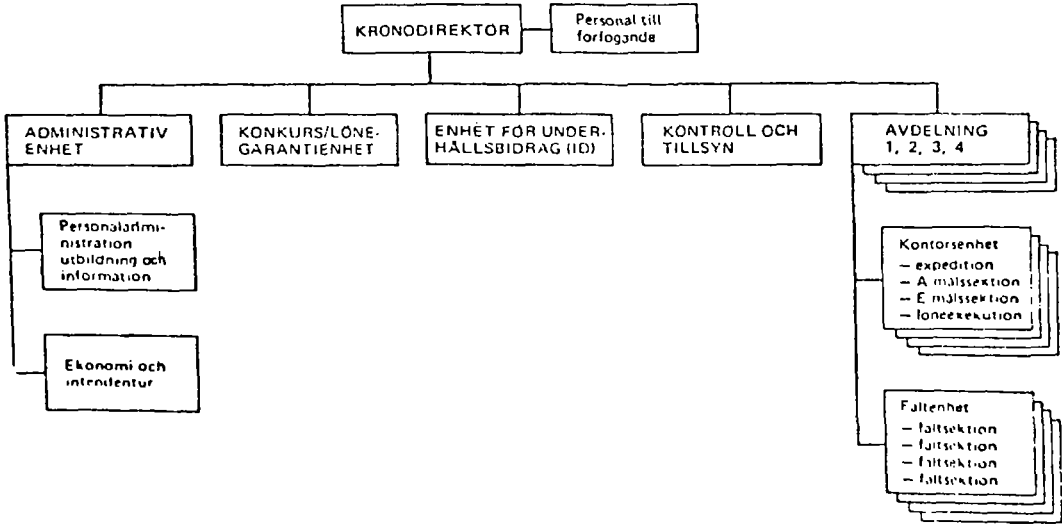 KRONODIREKTÖR
Personal till
förfogande
ADMINISTRATIV
ENHET
KONKURS/LÖNE-
GARANTIENHET
ENHET FÖR UNDER-
HÅLLSBIDRAG (ID)
KONTROLL OCH
TILLSYN
AVDELNING
1, 2, 3, 4
Personaladmi-
nistration
utbildning och
information
Ekonomi och
intendentur
Kontorsenhet
– expedition
– A målssektion
– E målssektion
– löneexekution
Fältenhet
– fältsektion
– fältsektion
– fältsektion
– fältsektion